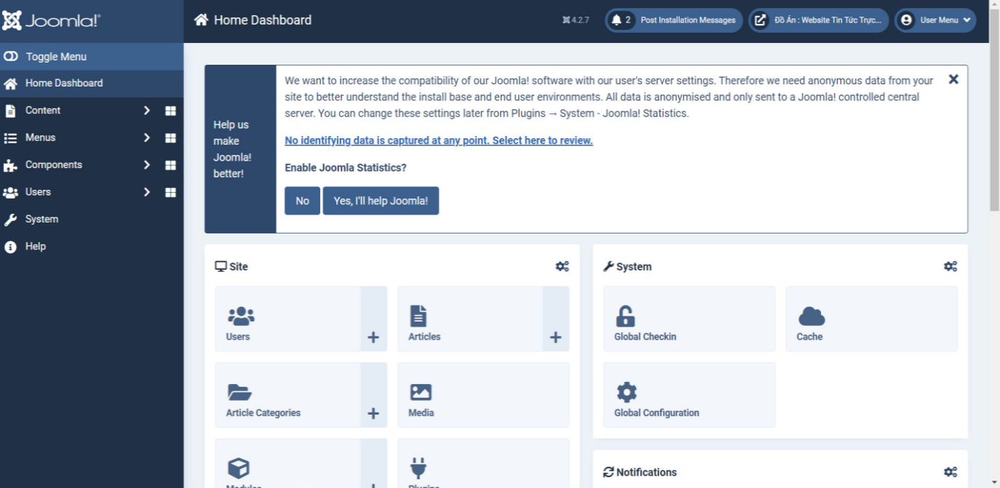 Joomla!®
Home Dashboard
4.2.7
2
Post Installation Messages
Đồ Án : Website Tin Tức Trực...
User Menu
Toggle Menu
Home Dashboard
Content
Menus
Components
Users
System
Help
Help us
make
Joomla!
better!
We want to increase the compatibility of our Joomla! software with our user's server settings. Therefore we need anonymous data from your
site to better understand the install base and end user environments. All data is anonymised and only sent to a Joomla! controlled central
server. You can change these settings later from Plugins → System - Joomla! Statistics.
No identifying data is captured at any point. Select here to review.
Enable Joomla Statistics?
No
Yes, I'll help Joomla!
Site
Users
Articles
Article Categories
Media
Modules
Plugins
System
Global Checkin
Cache
Global Configuration
Notifications